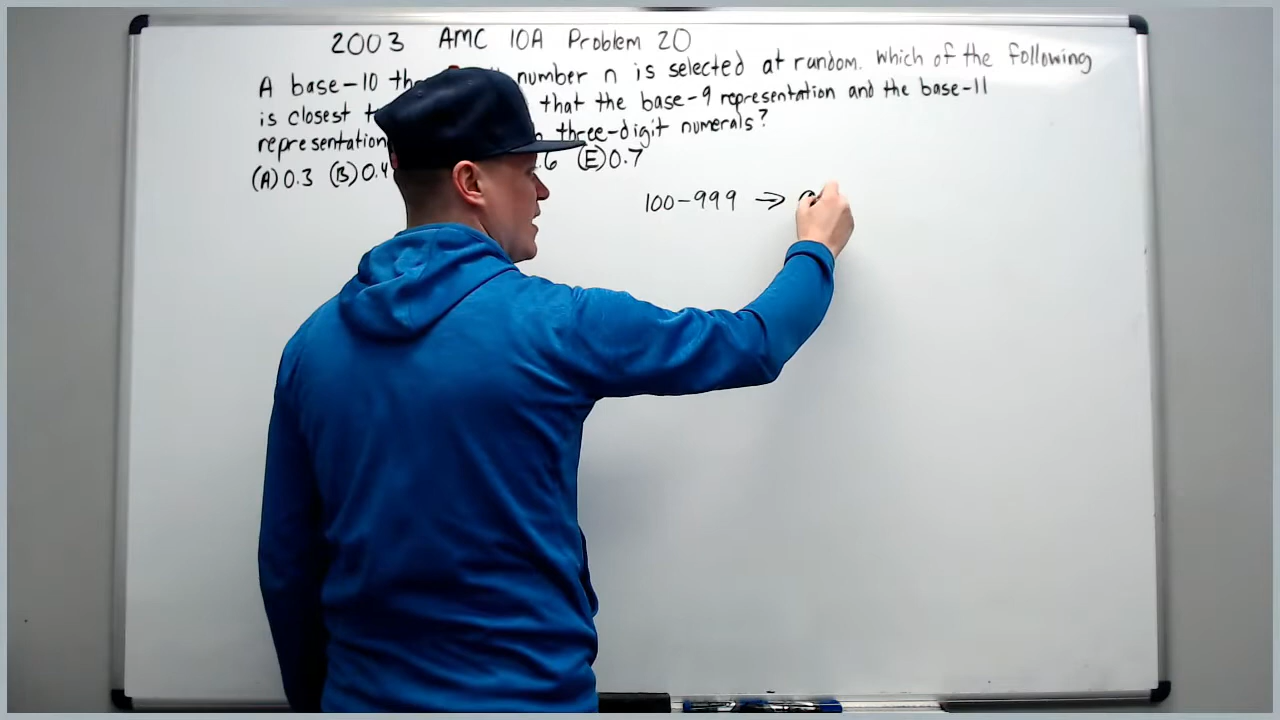 2003 AMC 10A Problem 20
A base-10 number n is selected at random. Which of the following
is closest that the base-9 representation and the base-11
representation three-digit numerals?
(A) 0.3 (B) 0.4 .6 (E) 0.7
100-999 →